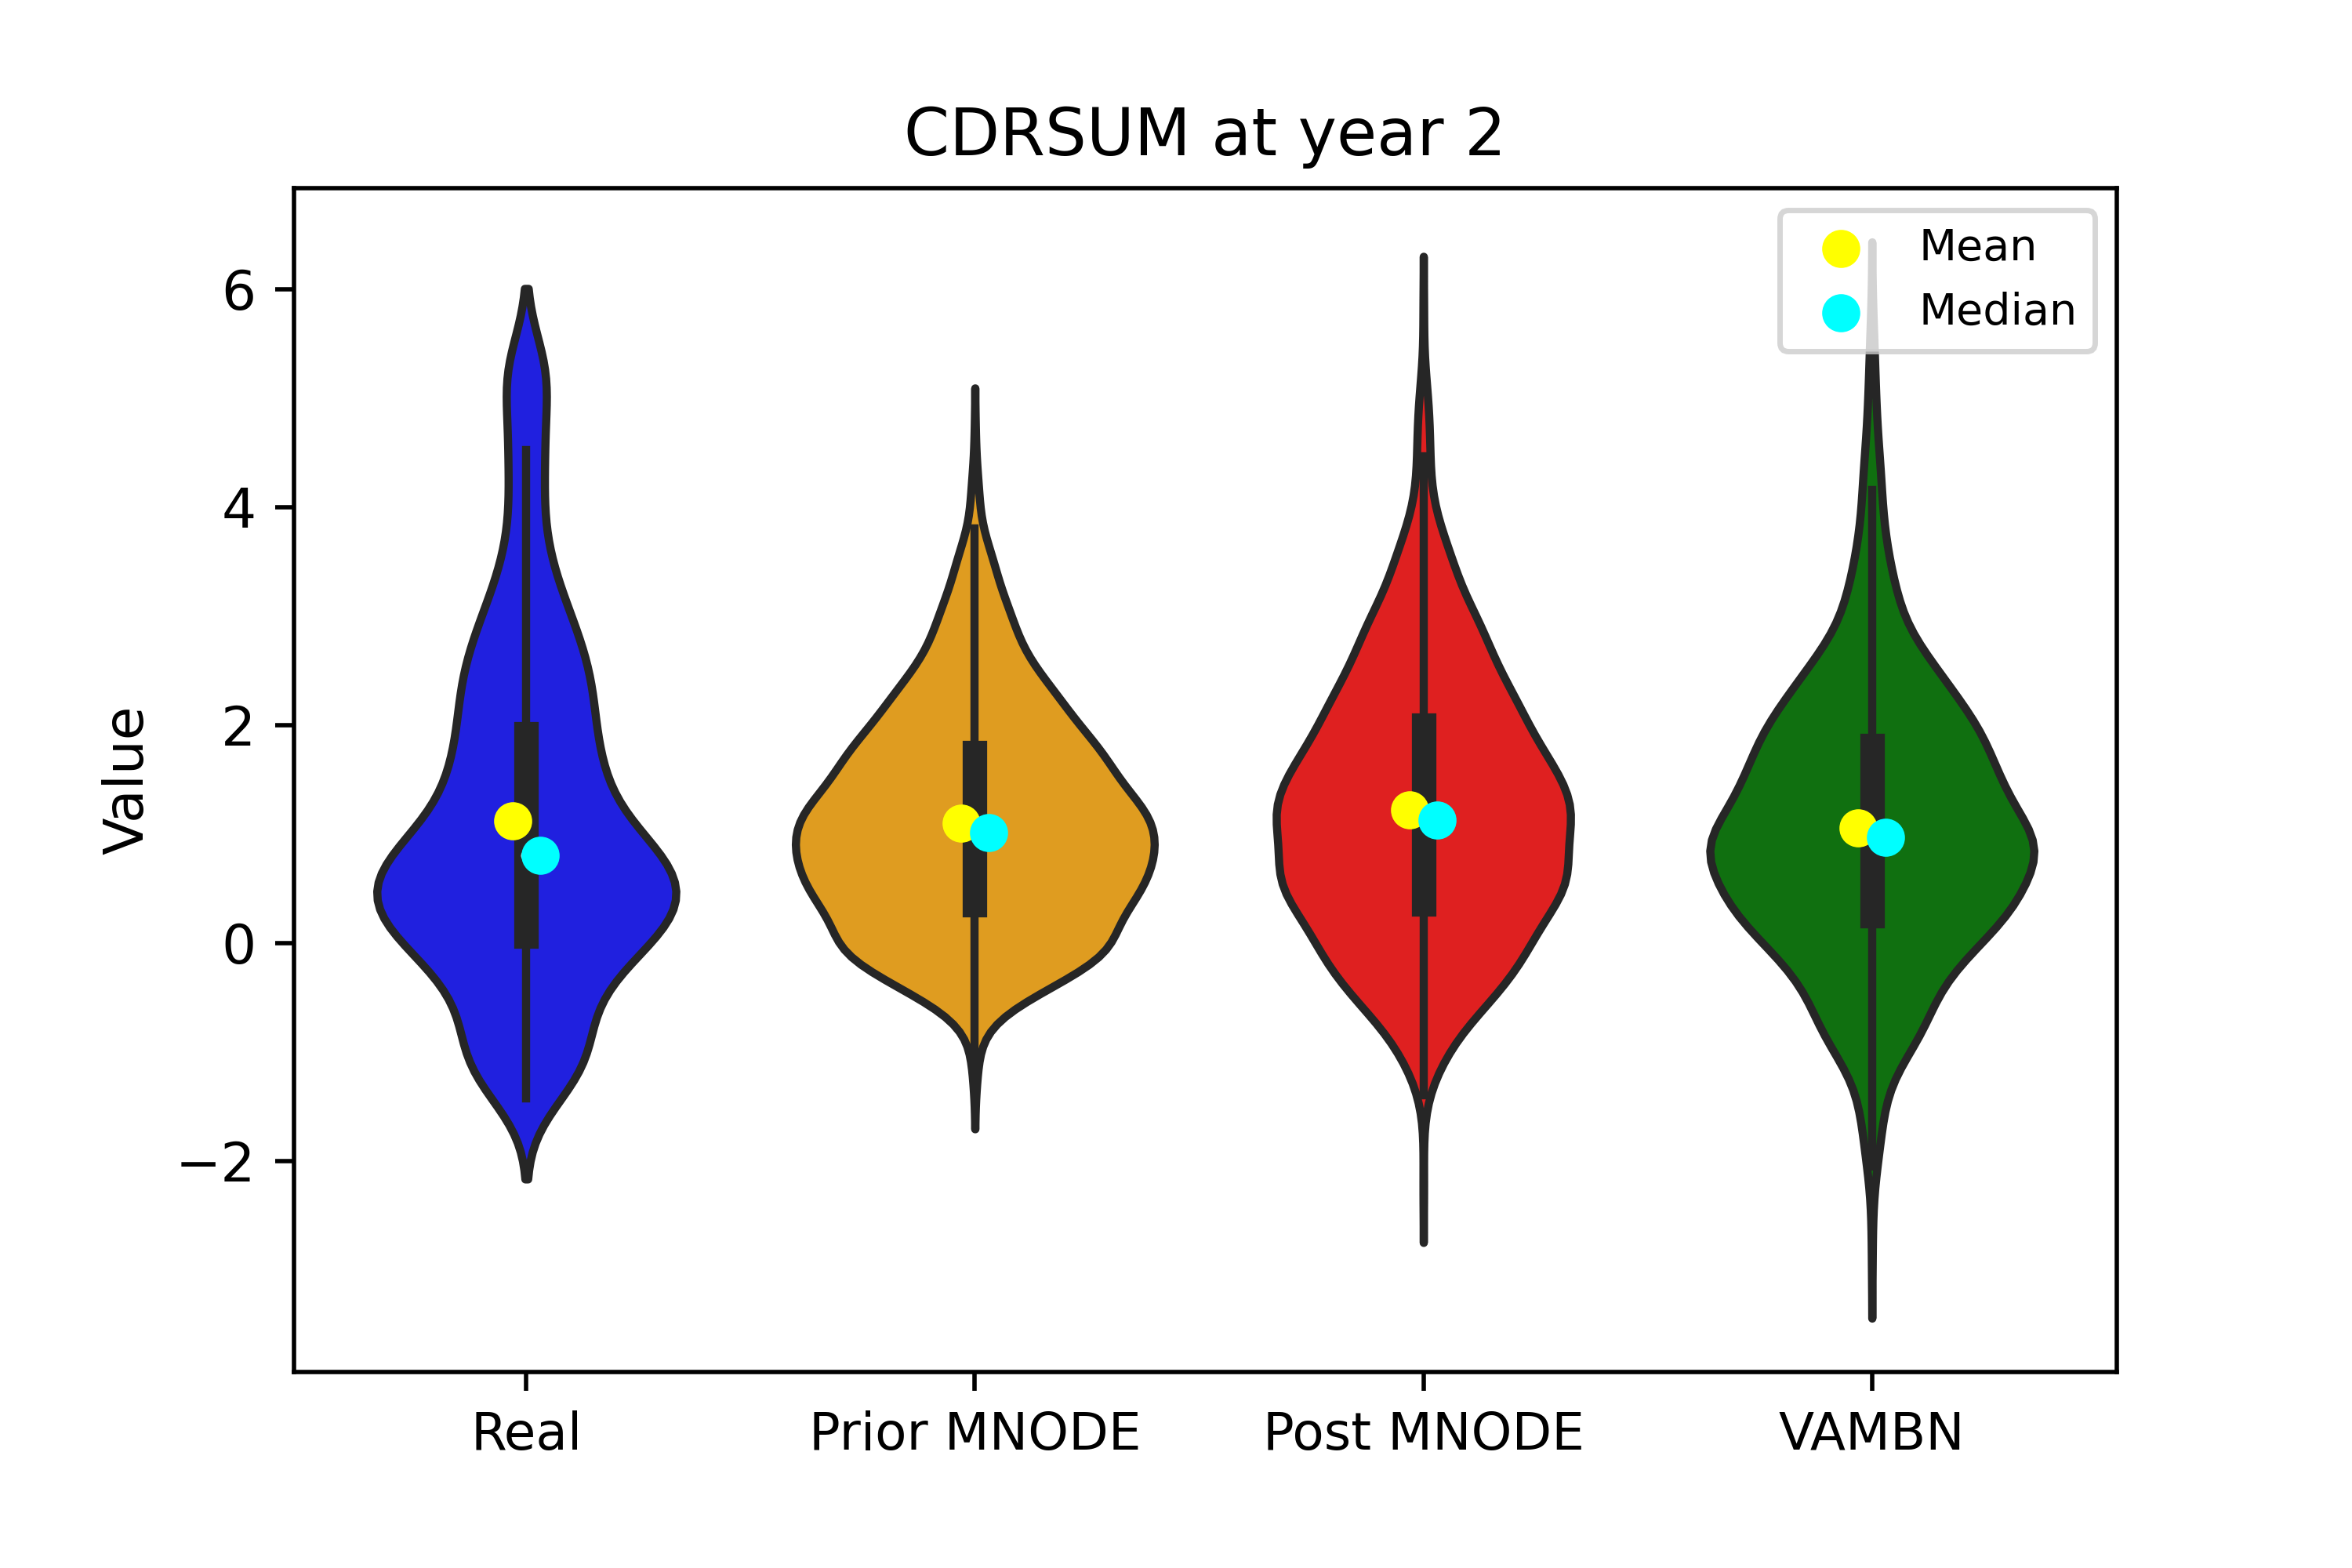 CDRSUM at year 2
Mean
Median
6
4
2
0
−2
Value
Real
Prior MNODE
Post MNODE
VAMBN